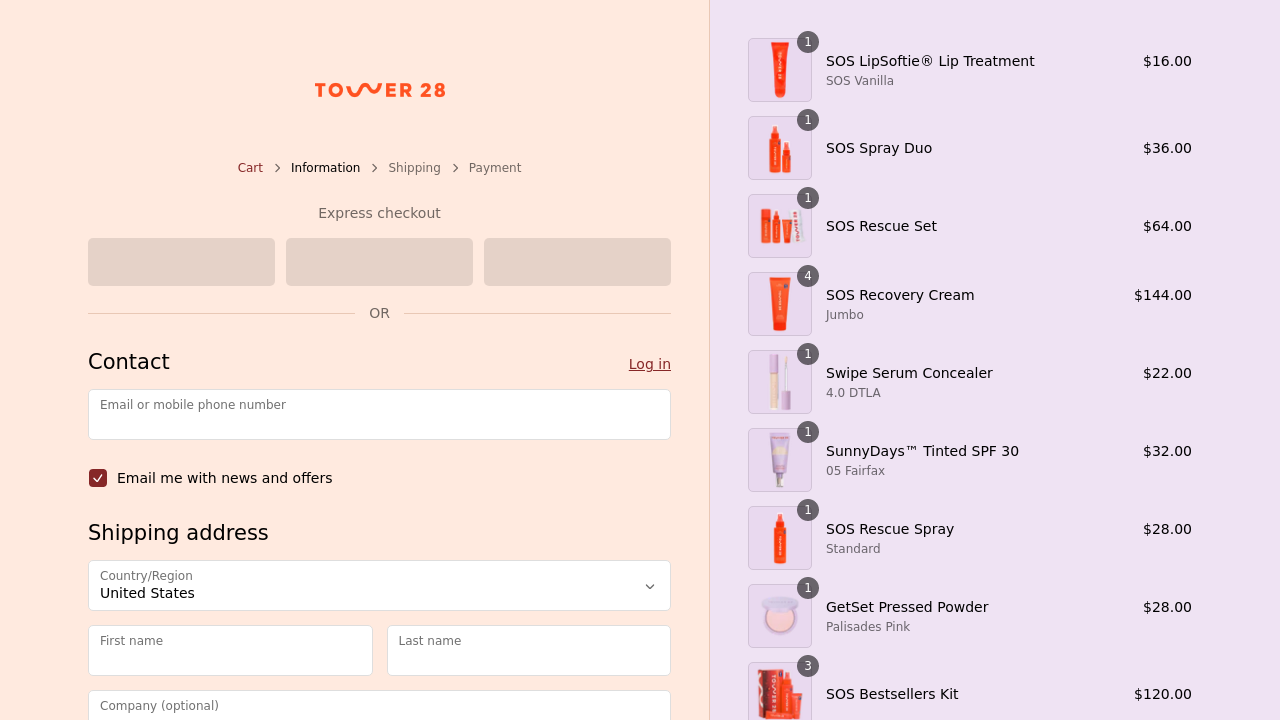 TOWER 28
Cart
Information
Shipping
Payment
Express checkout
OR
Contact
Log in
Email or mobile phone number
Email me with news and offers
Shipping address
Country/Region
United States
First name
Last name
Company (optional)
1
SOS LipSoftie® Lip Treatment
SOS Vanilla
$16.00
1
SOS Spray Duo
$36.00
1
SOS Rescue Set
$64.00
4
SOS Recovery Cream
Jumbo
$144.00
1
Swipe Serum Concealer
4.0 DTLA
$22.00
1
SunnyDays™ Tinted SPF 30
05 Fairfax
$32.00
1
SOS Rescue Spray
Standard
$28.00
1
GetSet Pressed Powder
Palisades Pink
$28.00
3
SOS Bestsellers Kit
$120.00